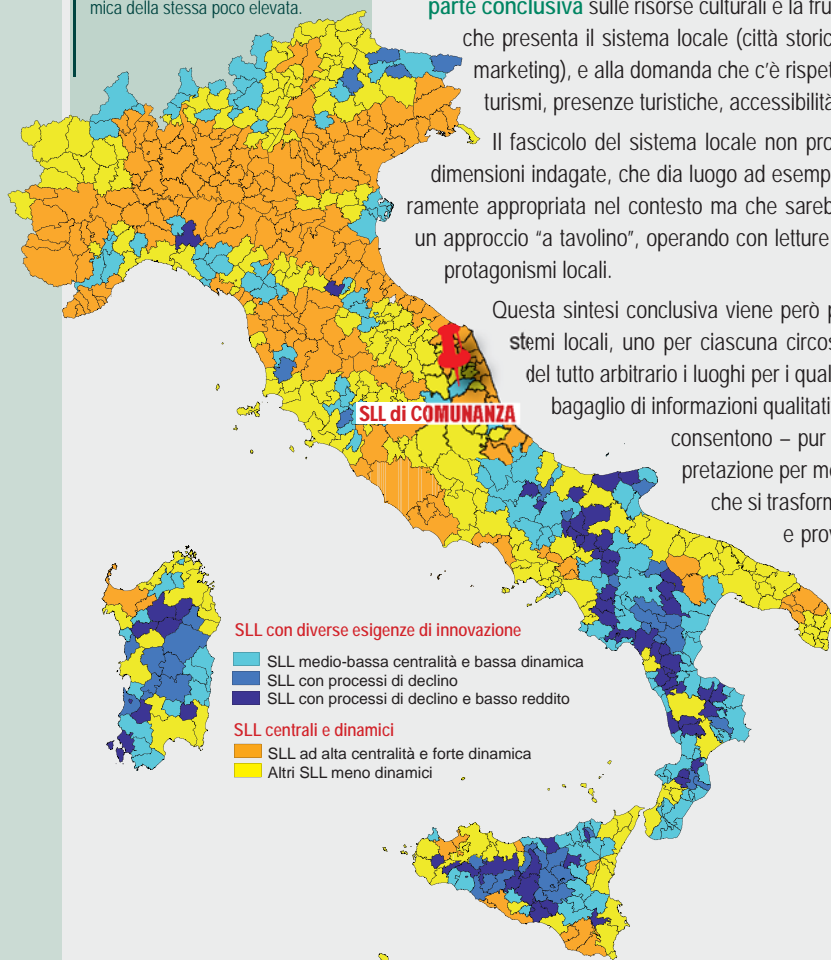 mica della stessa poco elevata.
parte conclusiva sulle risorse culturali e la fru
che presenta il sistema locale (città storic
marketing), e alla domanda che c'è rispet
turismi, presenze turistiche, accessibilità
Il fascicolo del sistema locale non pro
dimensioni indagate, che dia luogo ad esemp
ramente appropriata nel contesto ma che sareb
un approccio "a tavolino", operando con letture
protagonismi locali.
Questa sintesi conclusiva viene però p
stemi locali, uno per ciascuna circos
del tutto arbitrario i luoghi per i qual
bagaglio di informazioni qualitati
consentono – pur
pretazione per me
che si trasforn
e prov
SLL di COMUNANZA
SLL con diverse esigenze di innovazione
SLL medio-bassa centralità e bassa dinamica
SLL con processi di declino
SLL con processi di declino e basso reddito
SLL centrali e dinamici
SLL ad alta centralità e forte dinamica
Altri SLL meno dinamici